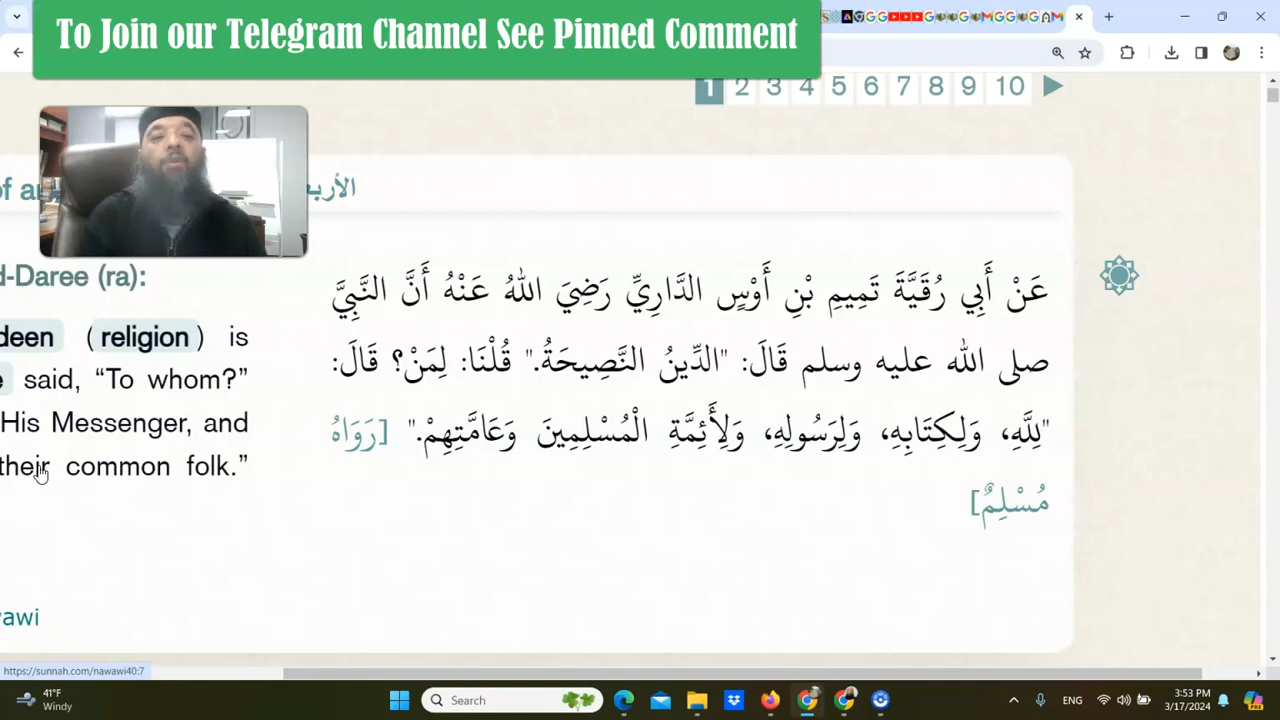 To Join our Telegram Channel See Pinned Comment
1 2 3 4 5 6 7 8 9 10
الأربع
d-Daree (ra):
عَنْ أَبِي رُقَيَّةَ تَمِيمِ بْنِ أَوْسٍ الدَّارِيِّ رَضِيَ اللهُ عَنْهُ أَنَّ النَّبِيَّ
صلى الله عليه وسلم قَالَ: "الدِّينُ النَّصِيحَةُ." قُلْنَا: لِمَنْ؟ قَالَ:
"لِلَّهِ، وَلِكِتَابِهِ، وَلِرَسُولِهِ، وَلِأَئِمَّةِ الْمُسْلِمِينَ وَعَامَّتِهِمْ." [رَوَاهُ
مُسْلِمٌ]
deen (religion) is
said, “To whom?”
His Messenger, and
their common folk.”
wawi
https://sunnah.com/nawawi40:7
41°F
Windy
Search
ENG
3:53 PM
3/17/2024